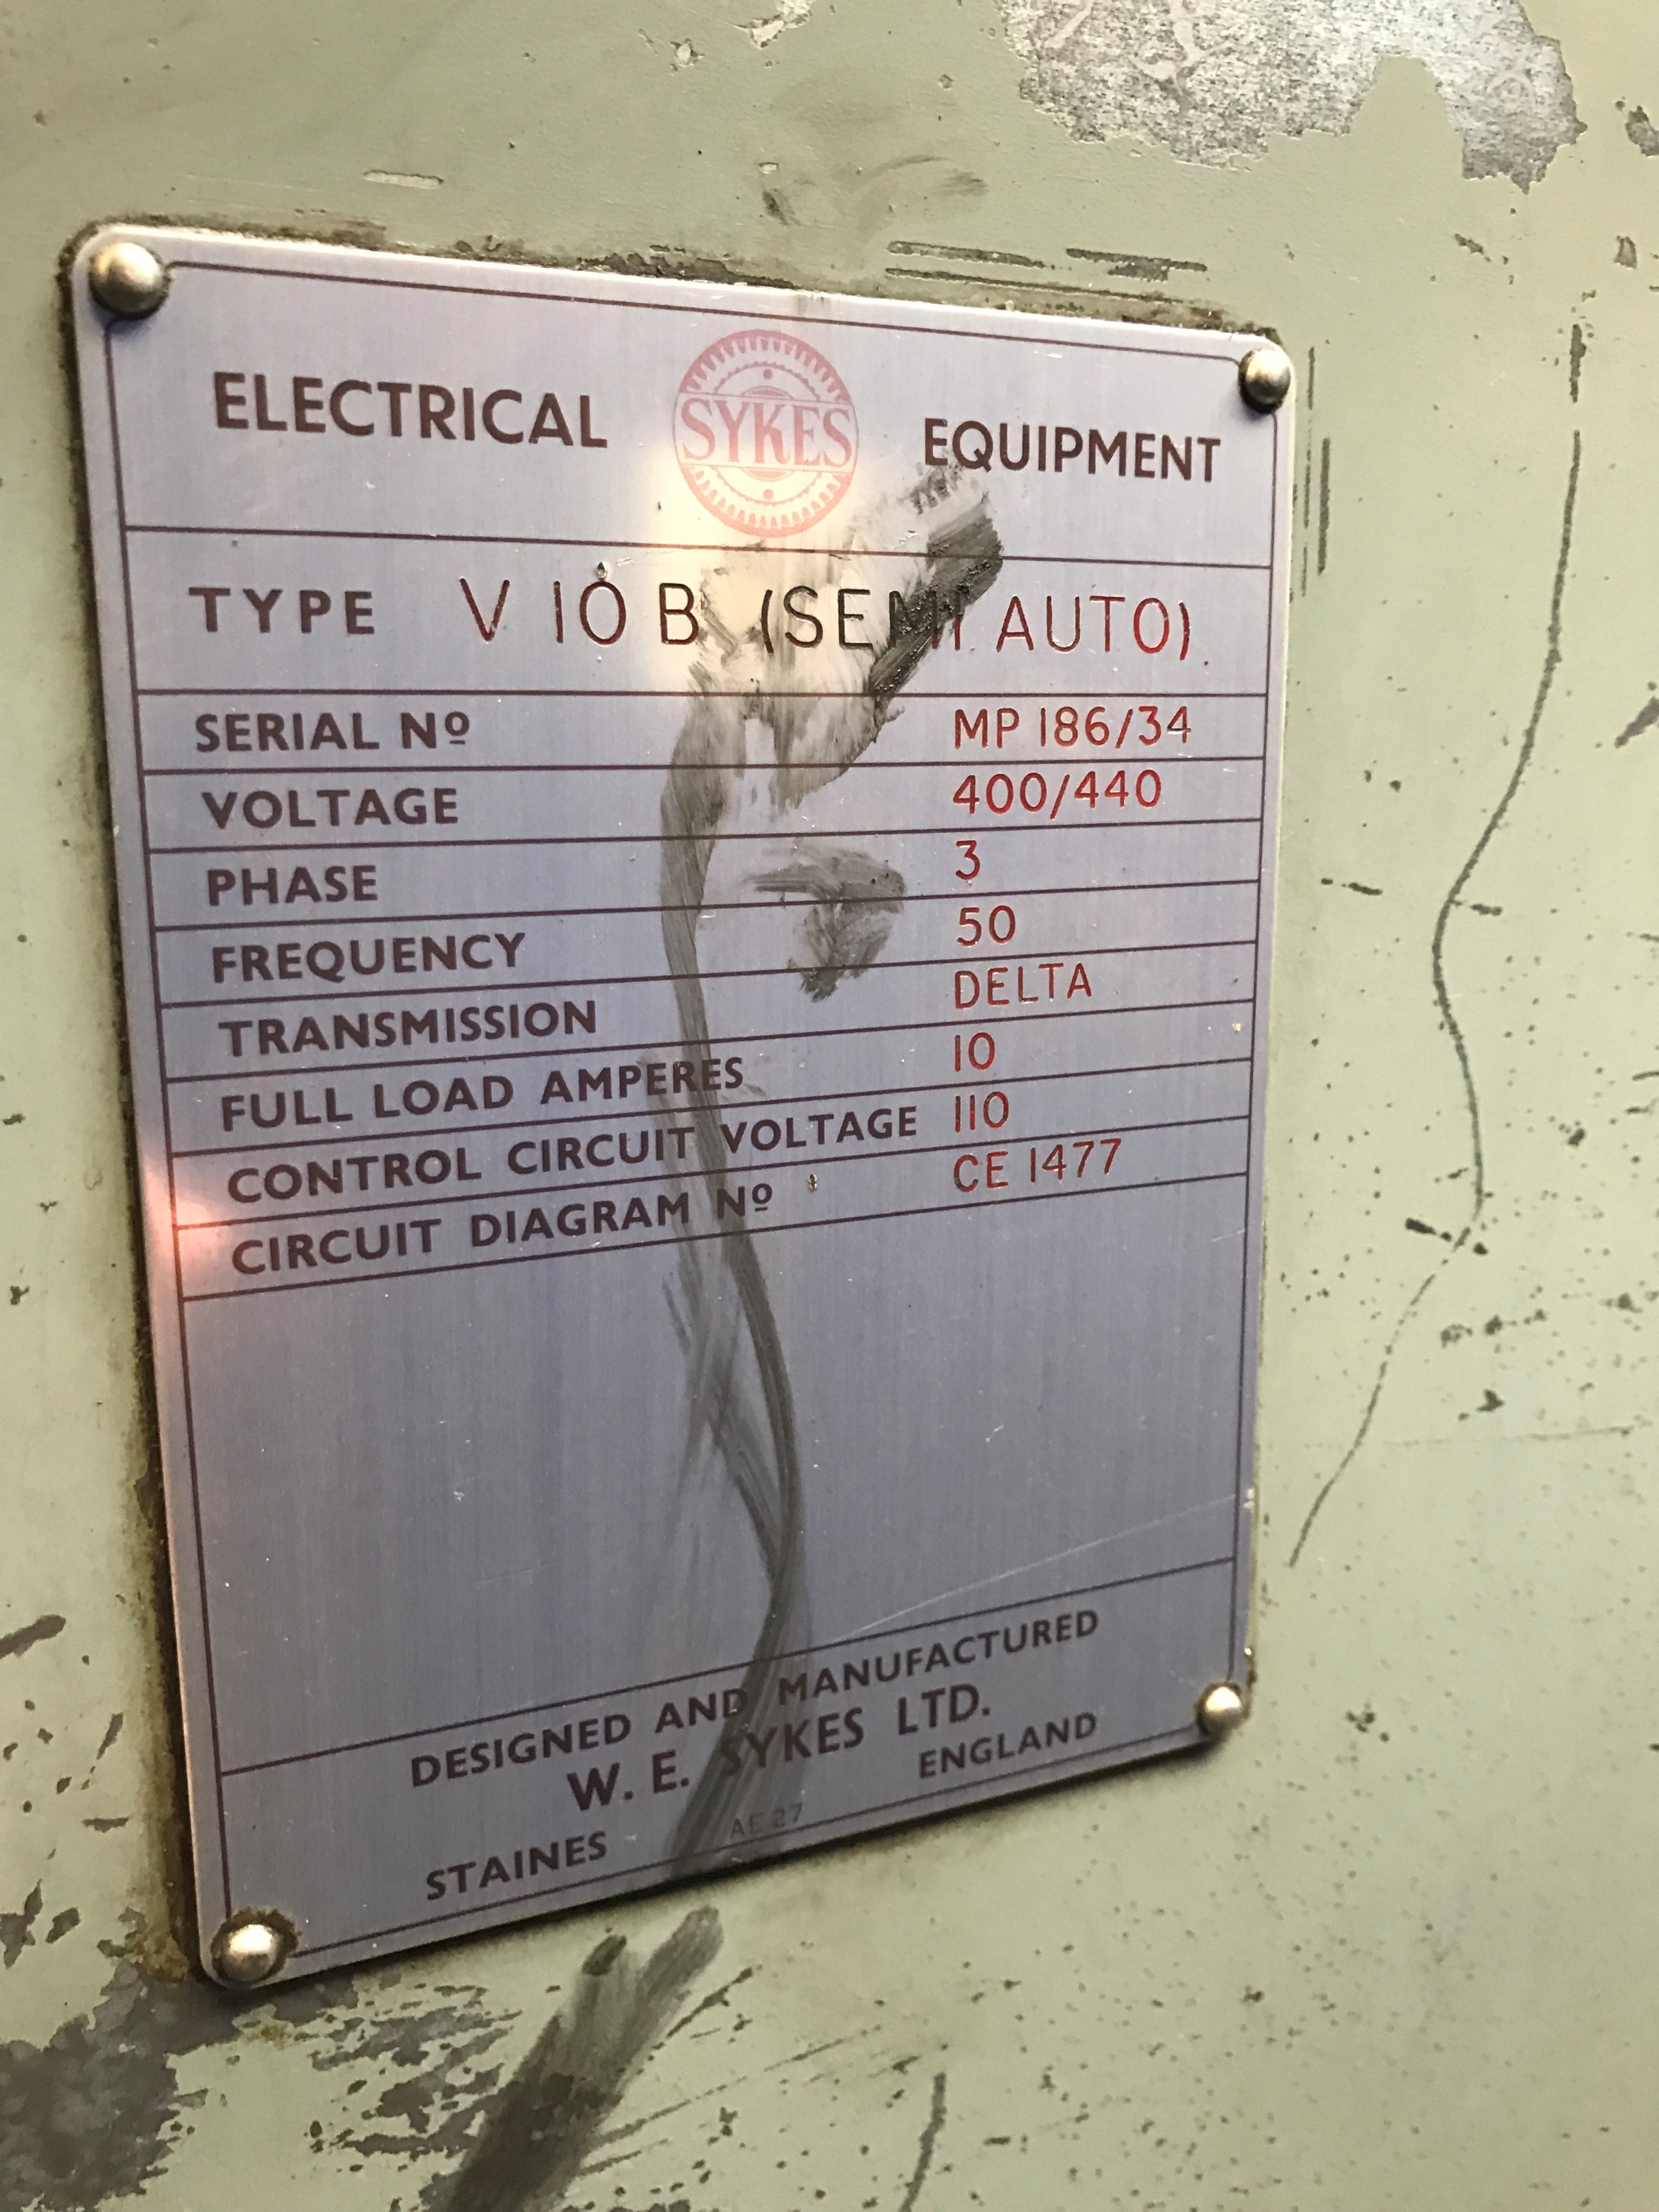 ELECTRICAL SYKES EQUIPMENT
TYPE V 10 B (SEMI AUTO)
SERIAL Nº MP 186/34
VOLTAGE 400/440
PHASE 3
FREQUENCY 50
TRANSMISSION DELTA
FULL LOAD AMPERES 10
CONTROL CIRCUIT VOLTAGE 110
CIRCUIT DIAGRAM Nº CE 1477
DESIGNED AND MANUFACTURED
W. E. SYKES LTD.
STAINES ENGLAND
AE 27